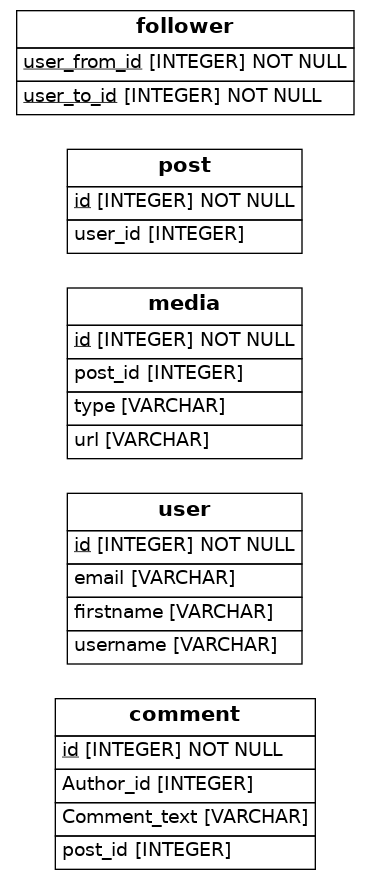 follower
user_from_id [INTEGER] NOT NULL
user_to_id [INTEGER] NOT NULL
post
id [INTEGER] NOT NULL
user_id [INTEGER]
media
id [INTEGER] NOT NULL
post_id [INTEGER]
type [VARCHAR]
url [VARCHAR]
user
id [INTEGER] NOT NULL
email [VARCHAR]
firstname [VARCHAR]
username [VARCHAR]
comment
id [INTEGER] NOT NULL
Author_id [INTEGER]
Comment_text [VARCHAR]
post_id [INTEGER]